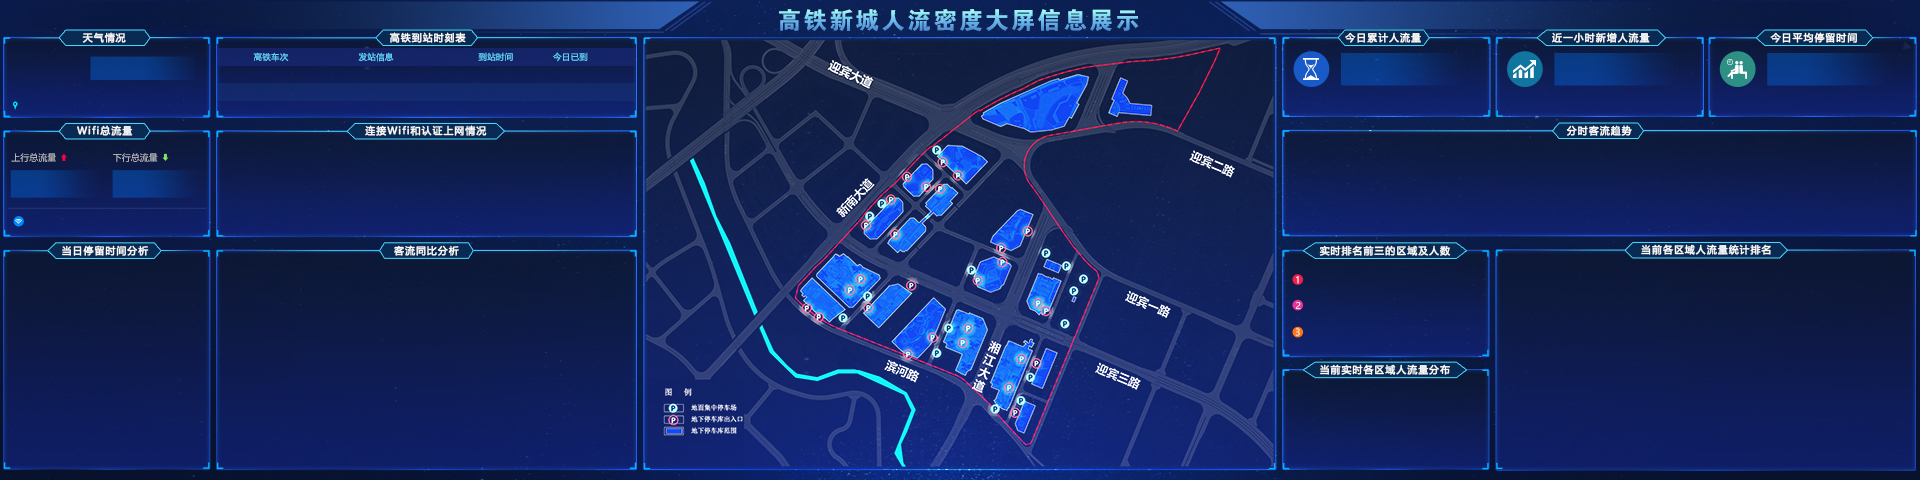 高铁新城人流密度大屏信息展示
天气情况
高铁到站时刻表
高铁车次 发站信息 到站时间 今日已到
Wifi总流量
上行总流量 下行总流量
连接Wifi和认证上网情况
当日停留时间分析
客流同比分析
迎宾大道
新南大道
迎宾二路
迎宾一路
迎宾三路
湘江大道
滨河路
图 例
P 地面集中停车场
P 地下停车库出入口
地下停车库范围
今日累计人流量
近一小时新增人流量
今日平均停留时间
分时客流趋势
实时排名前三的区域及人数
1
2
3
当前实时各区域人流量分布
当前各区域人流量统计排名